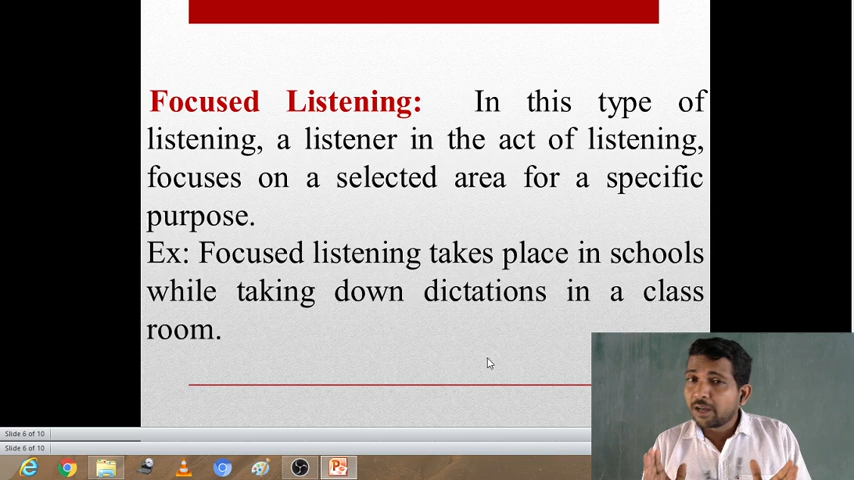 Focused Listening: In this type of
listening, a listener in the act of listening,
focuses on a selected area for a specific
purpose.
Ex: Focused listening takes place in schools
while taking down dictations in a class
room.
Slide 6 of 10
Slide 6 of 10